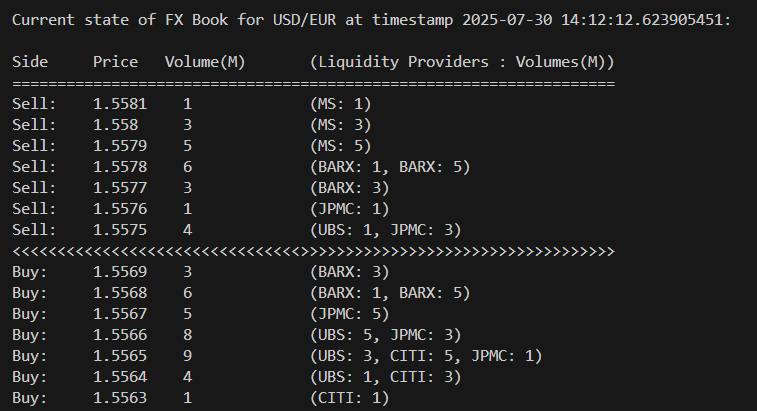 Current state of FX Book for USD/EUR at timestamp 2025-07-30 14:12:12.623905451:
Side Price Volume(M) (Liquidity Providers : Volumes(M))
===================================================================
Sell: 1.5581 1 (MS: 1)
Sell: 1.558 3 (MS: 3)
Sell: 1.5579 5 (MS: 5)
Sell: 1.5578 6 (BARX: 1, BARX: 5)
Sell: 1.5577 3 (BARX: 3)
Sell: 1.5576 1 (JPMC: 1)
Sell: 1.5575 4 (UBS: 1, JPMC: 3)
<<<<<<<<<<<<<<<<<<<<<<<<<<<<<<<<>>>>>>>>>>>>>>>>>>>>>>>>>>>>>>>>>>>
Buy: 1.5569 3 (BARX: 3)
Buy: 1.5568 6 (BARX: 1, BARX: 5)
Buy: 1.5567 5 (JPMC: 5)
Buy: 1.5566 8 (UBS: 5, JPMC: 3)
Buy: 1.5565 9 (UBS: 3, CITI: 5, JPMC: 1)
Buy: 1.5564 4 (UBS: 1, CITI: 3)
Buy: 1.5563 1 (CITI: 1)